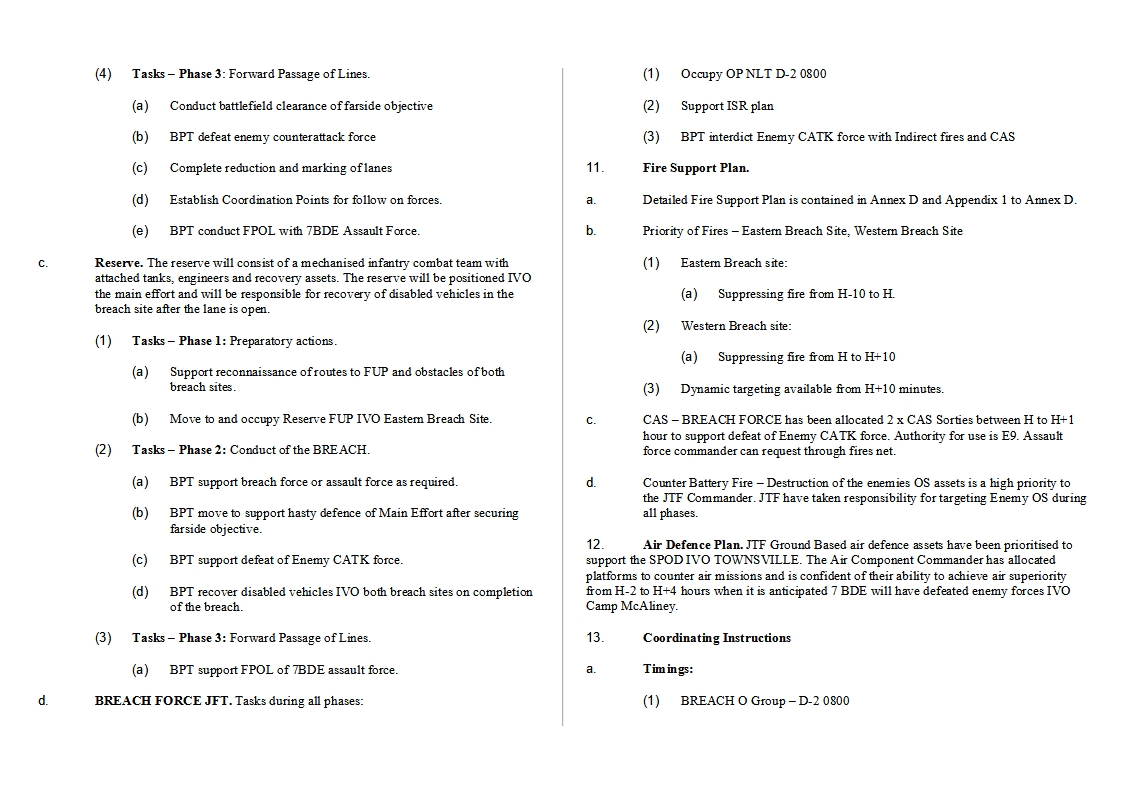 (4) Tasks – Phase 3: Forward Passage of Lines.
(a) Conduct battlefield clearance of farside objective
(b) BPT defeat enemy counterattack force
(c) Complete reduction and marking of lanes
(d) Establish Coordination Points for follow on forces.
(e) BPT conduct FPOL with 7BDE Assault Force.
c. Reserve. The reserve will consist of a mechanised infantry combat team with
attached tanks, engineers and recovery assets. The reserve will be positioned IVO
the main effort and will be responsible for recovery of disabled vehicles in the
breach site after the lane is open.
(1) Tasks – Phase 1: Preparatory actions.
(a) Support reconnaissance of routes to FUP and obstacles of both
breach sites.
(b) Move to and occupy Reserve FUP IVO Eastern Breach Site.
(2) Tasks – Phase 2: Conduct of the BREACH.
(a) BPT support breach force or assault force as required.
(b) BPT move to support hasty defence of Main Effort after securing
farside objective.
(c) BPT support defeat of Enemy CATK force.
(d) BPT recover disabled vehicles IVO both breach sites on completion
of the breach.
(3) Tasks – Phase 3: Forward Passage of Lines.
(a) BPT support FPOL of 7BDE assault force.
d. BREACH FORCE JFT. Tasks during all phases:
(1) Occupy OP NLT D-2 0800
(2) Support ISR plan
(3) BPT interdict Enemy CATK force with Indirect fires and CAS
11. Fire Support Plan.
a. Detailed Fire Support Plan is contained in Annex D and Appendix 1 to Annex D.
b. Priority of Fires – Eastern Breach Site, Western Breach Site
(1) Eastern Breach site:
(a) Suppressing fire from H-10 to H.
(2) Western Breach site:
(a) Suppressing fire from H to H+10
(3) Dynamic targeting available from H+10 minutes.
c. CAS – BREACH FORCE has been allocated 2 x CAS Sorties between H to H+1
hour to support defeat of Enemy CATK force. Authority for use is E9. Assault
force commander can request through fires net.
d. Counter Battery Fire – Destruction of the enemies OS assets is a high priority to
the JTF Commander. JTF have taken responsibility for targeting Enemy OS during
all phases.
12. Air Defence Plan. JTF Ground Based air defence assets have been prioritised to
support the SPOD IVO TOWNSVILLE. The Air Component Commander has allocated
platforms to counter air missions and is confident of their ability to achieve air superiority
from H-2 to H+4 hours when it is anticipated 7 BDE will have defeated enemy forces IVO
Camp McAliney.
13. Coordinating Instructions
a. Timings:
(1) BREACH O Group – D-2 0800